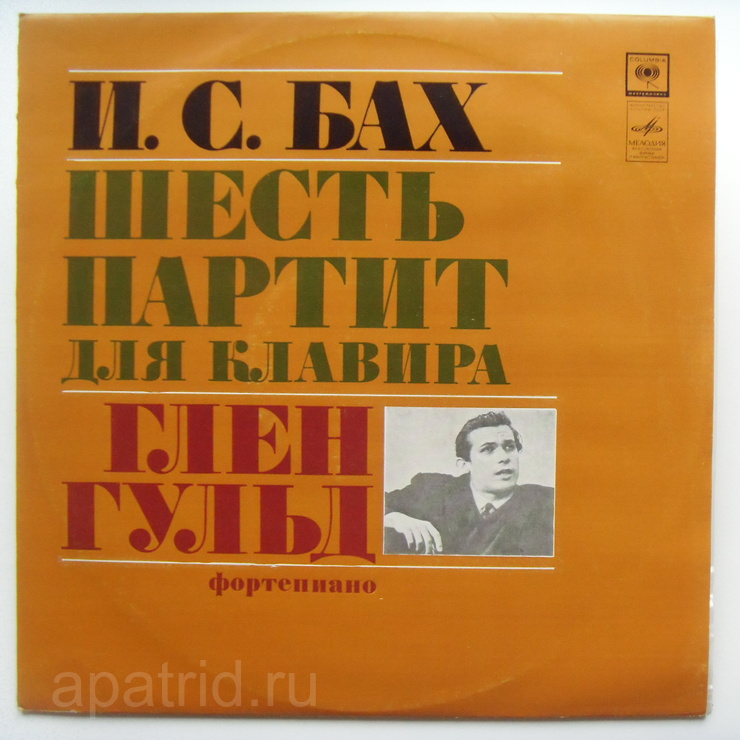 И. С. БАХ
ШЕСТЬ
ПАРТИТ
ДЛЯ КЛАВИРА
ГЛЕН
ГУЛЬД
фортепиано
COLUMBIA
МЕЛОДИЯ
apatrid.ru